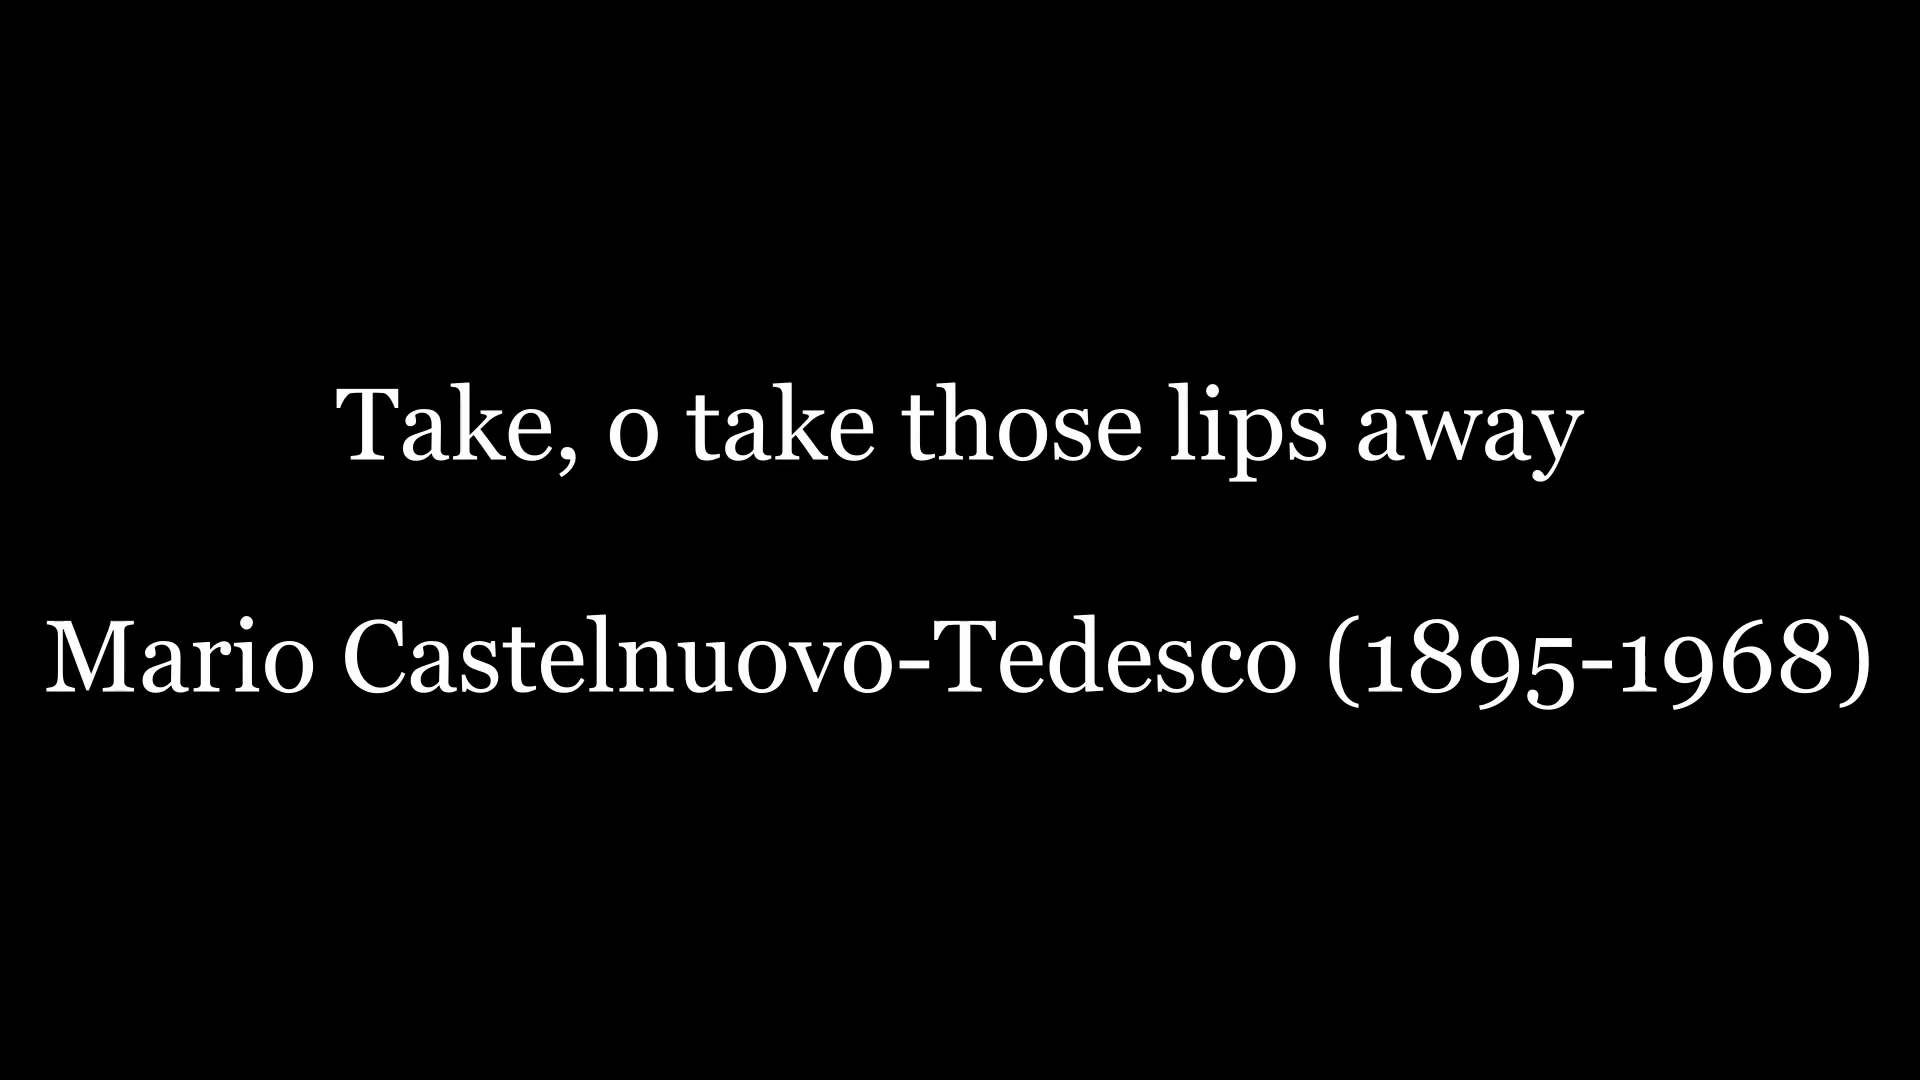 Take, o take those lips away
Mario Castelnuovo-Tedesco (1895-1968)